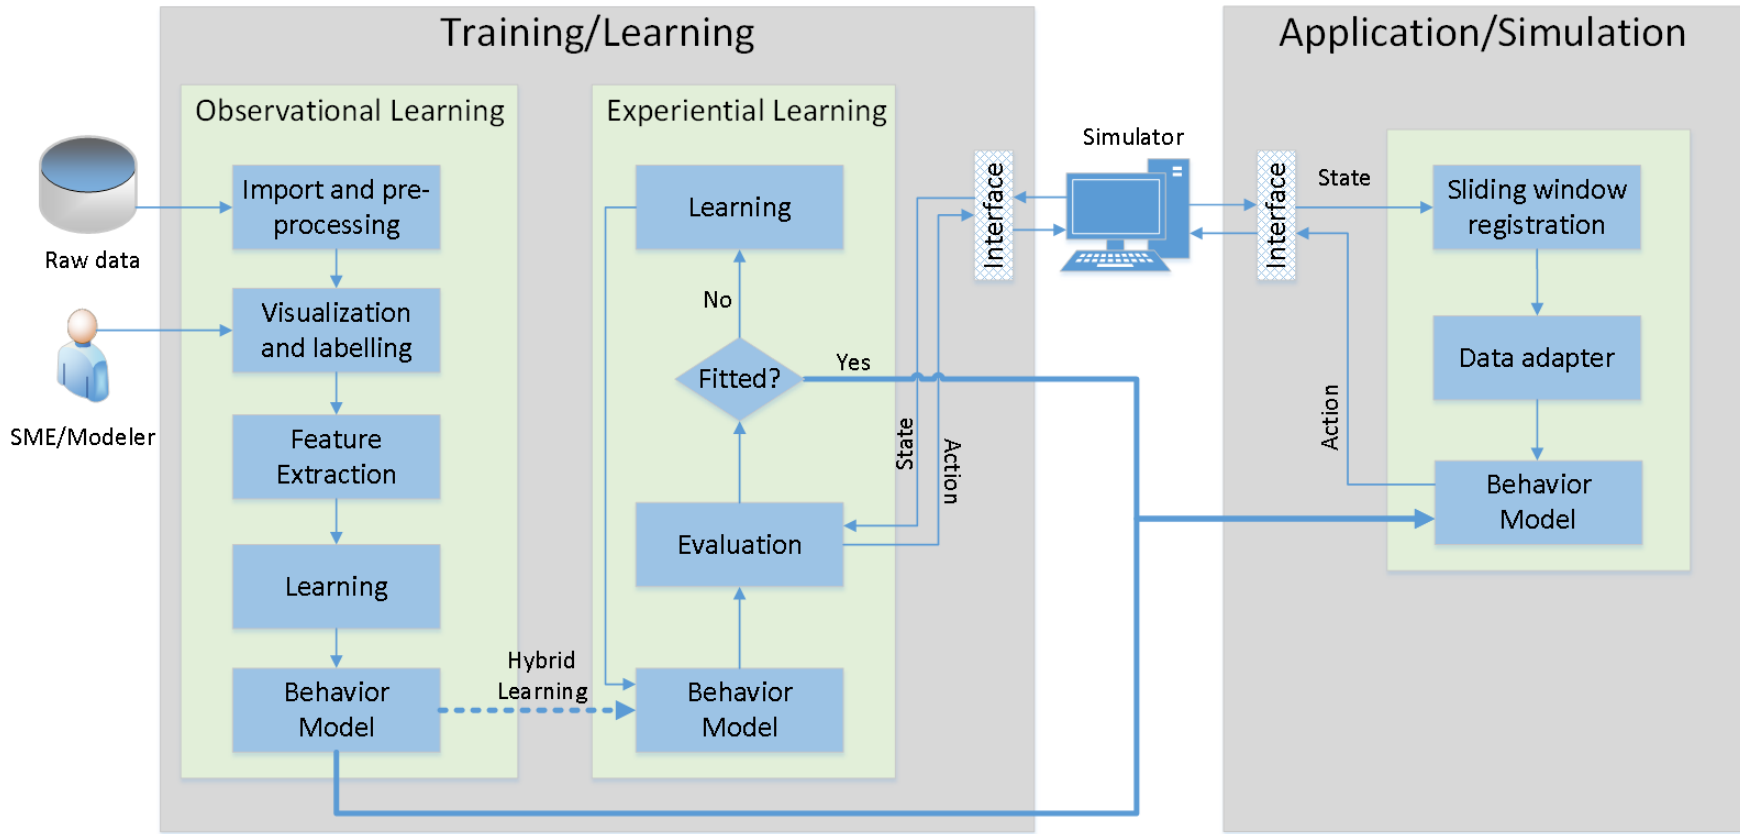 Training/Learning
Application/Simulation
Observational Learning
Experiential Learning
Raw data
SME/Modeler
Import and pre-
processing
Visualization
and labelling
Feature
Extraction
Learning
Behavior
Model
Hybrid
Learning
Learning
No
Fitted?
Yes
Evaluation
Behavior
Model
State
Action
Interface
Simulator
Interface
State
Action
Sliding window
registration
Data adapter
Behavior
Model